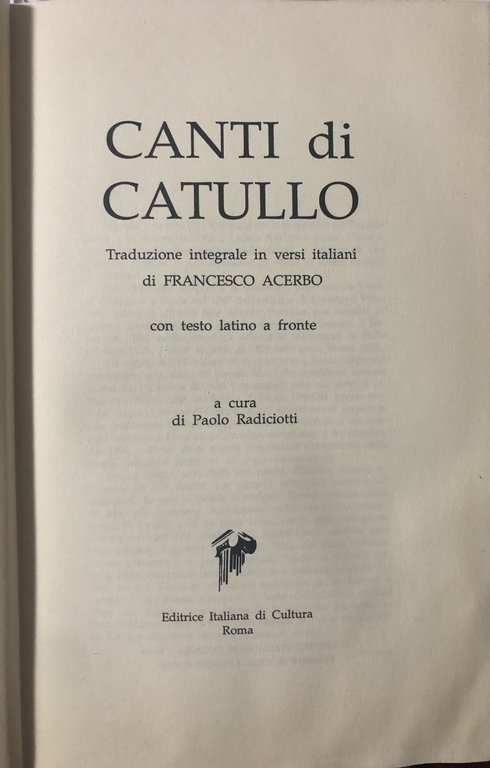 CANTI di
CATULLO
Traduzione integrale in versi italiani
di FRANCESCO ACERBO
con testo latino a fronte
a cura
di Paolo Radiciotti
Editrice Italiana di Cultura
Roma